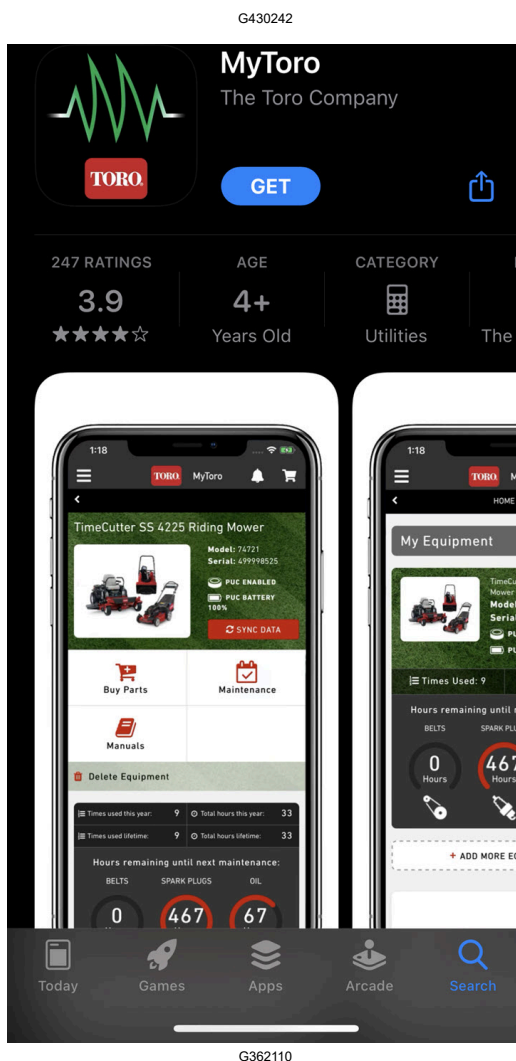 G430242
MyToro
The Toro Company
TORO.
GET
247 RATINGS
AGE
CATEGORY
3.9
4+
Years Old
Utilities
The
1:18
TORO. MyToro
TimeCutter SS 4225 Riding Mower
Model: 74721
Serial: 499998525
PUC ENABLED
PUC BATTERY
100%
SYNC DATA
Buy Parts
Maintenance
Manuals
Delete Equipment
Times used this year: 9
Total hours this year: 33
Times used lifetime: 9
Total hours lifetime: 33
Hours remaining until next maintenance:
BELTS SPARK PLUGS OIL
0 467 67
1:18
TORO.
HOME
My Equipment
Mower
Times Used: 9
Hours remaining until
BELTS
0
Hours
467
Hours
+ ADD MORE
Today
Games
Apps
Arcade
Search
G362110